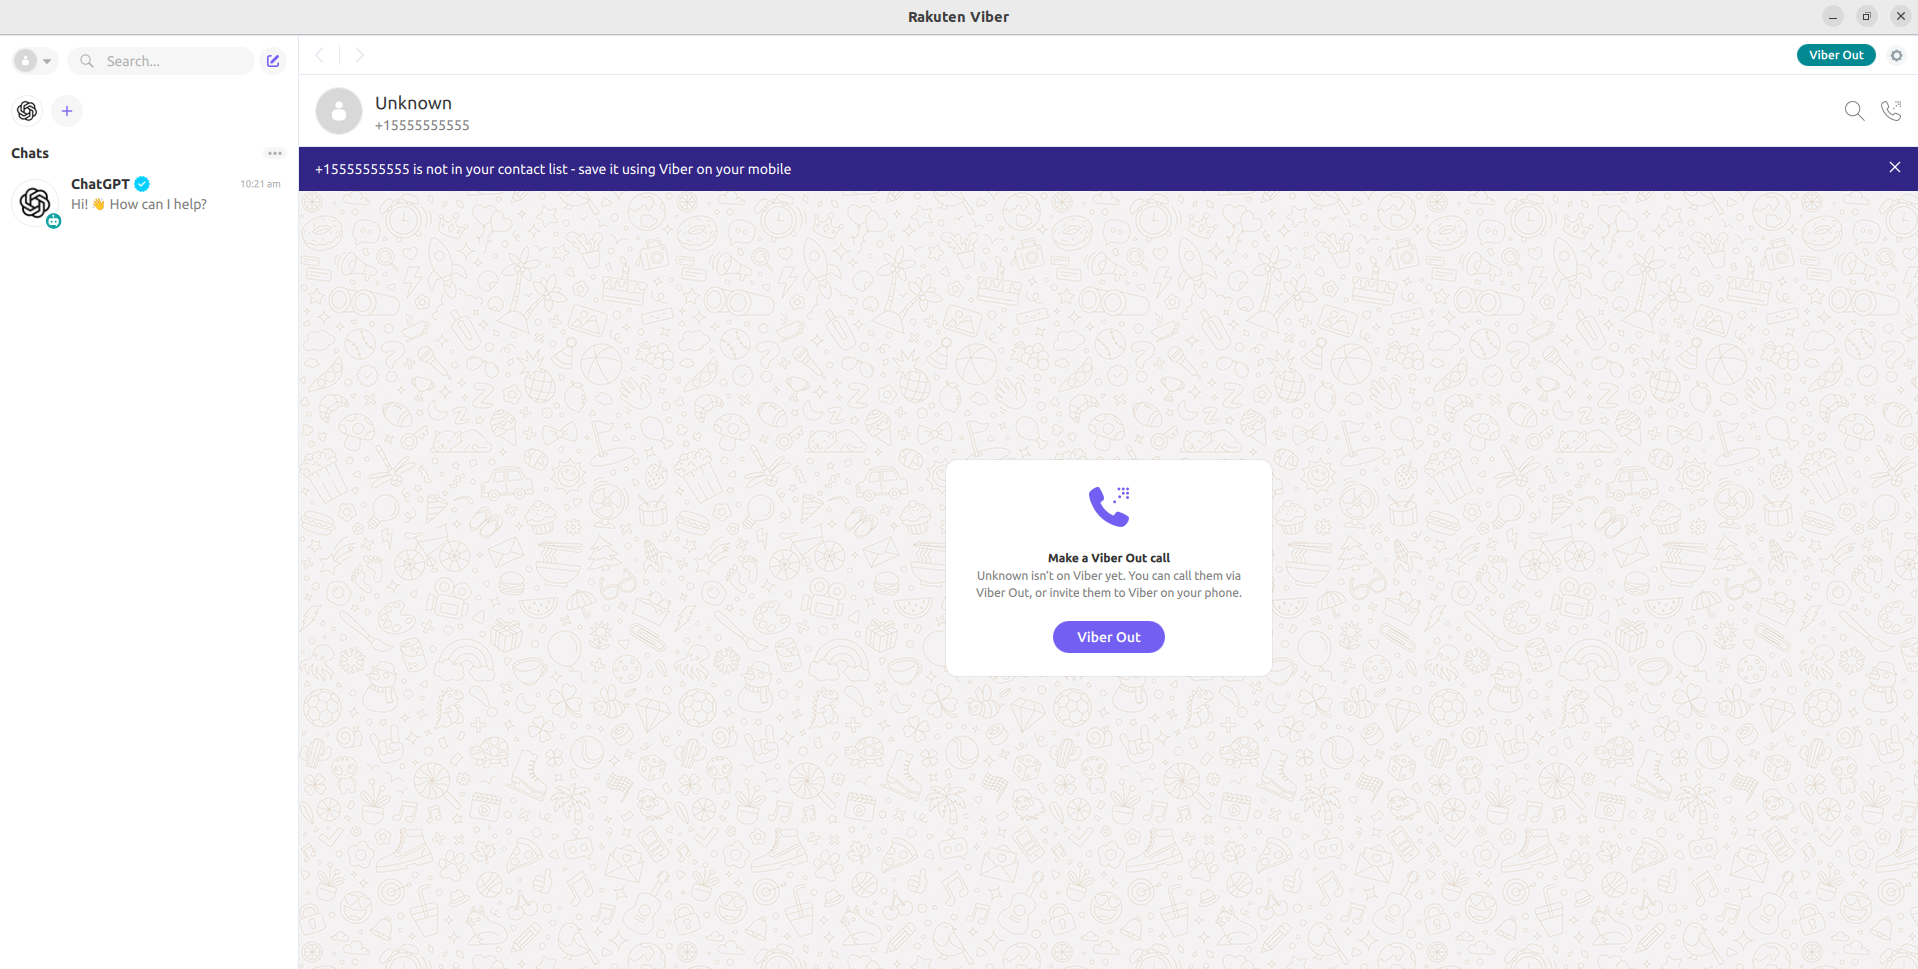 Rakuten Viber
Search...
Viber Out
Unknown
+15555555555
Chats
+15555555555 is not in your contact list - save it using Viber on your mobile
ChatGPT
10:21 am
Hi! 👋 How can I help?
Make a Viber Out call
Unknown isn't on Viber yet. You can call them via
Viber Out, or invite them to Viber on your phone.
Viber Out